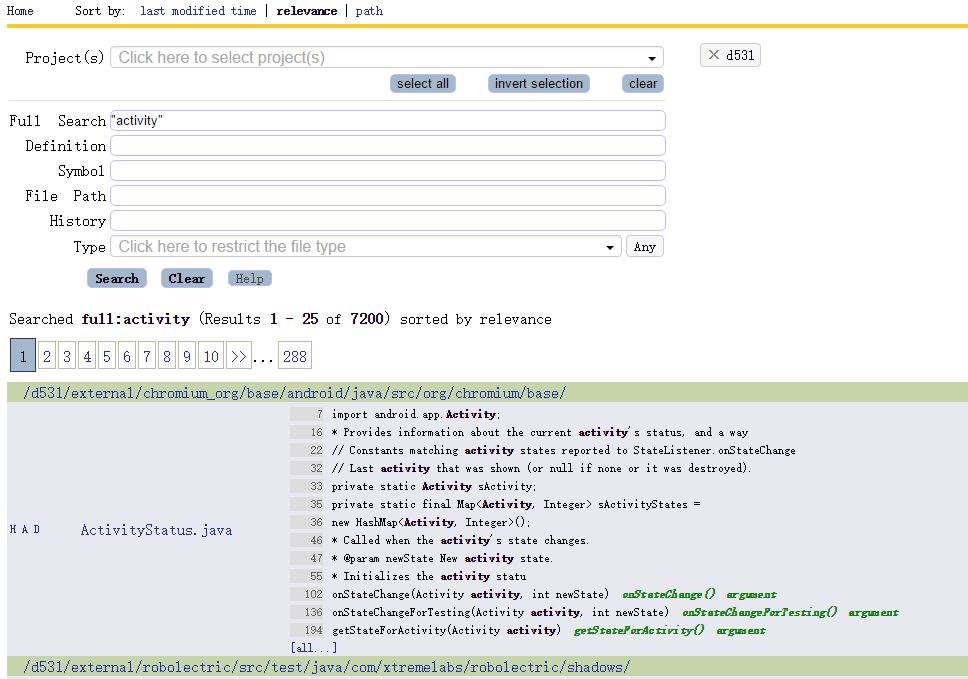 Home Sort by: last modified time | relevance | path
Project(s) Click here to select project(s) × d531
select all invert selection clear
Full Search "activity"
Definition
Symbol
File Path
History
Type Click here to restrict the file type Any
Search Clear Help
Searched full:activity (Results 1 - 25 of 7200) sorted by relevance
1 2 3 4 5 6 7 8 9 10 >> ... 288
/d531/external/chromium_org/base/android/java/src/org/chromium/base/
H A D ActivityStatus.java
7 import android.app.Activity;
16 * Provides information about the current activity's status, and a way
22 // Constants matching activity states reported to StateListener.onStateChange
32 // Last activity that was shown (or null if none or it was destroyed).
33 private static Activity sActivity;
35 private static final Map<Activity, Integer> sActivityStates =
36 new HashMap<Activity, Integer>();
46 * Called when the activity's state changes.
47 * @param newState New activity state.
55 * Initializes the activity statu
102 onStateChange(Activity activity, int newState) onStateChange() argument
136 onStateChangeForTesting(Activity activity, int newState) onStateChangeForTesting() argument
194 getStateForActivity(Activity activity) getStateForActivity() argument
[all...]
/d531/external/robolectric/src/test/java/com/xtremelabs/robolectric/shadows/